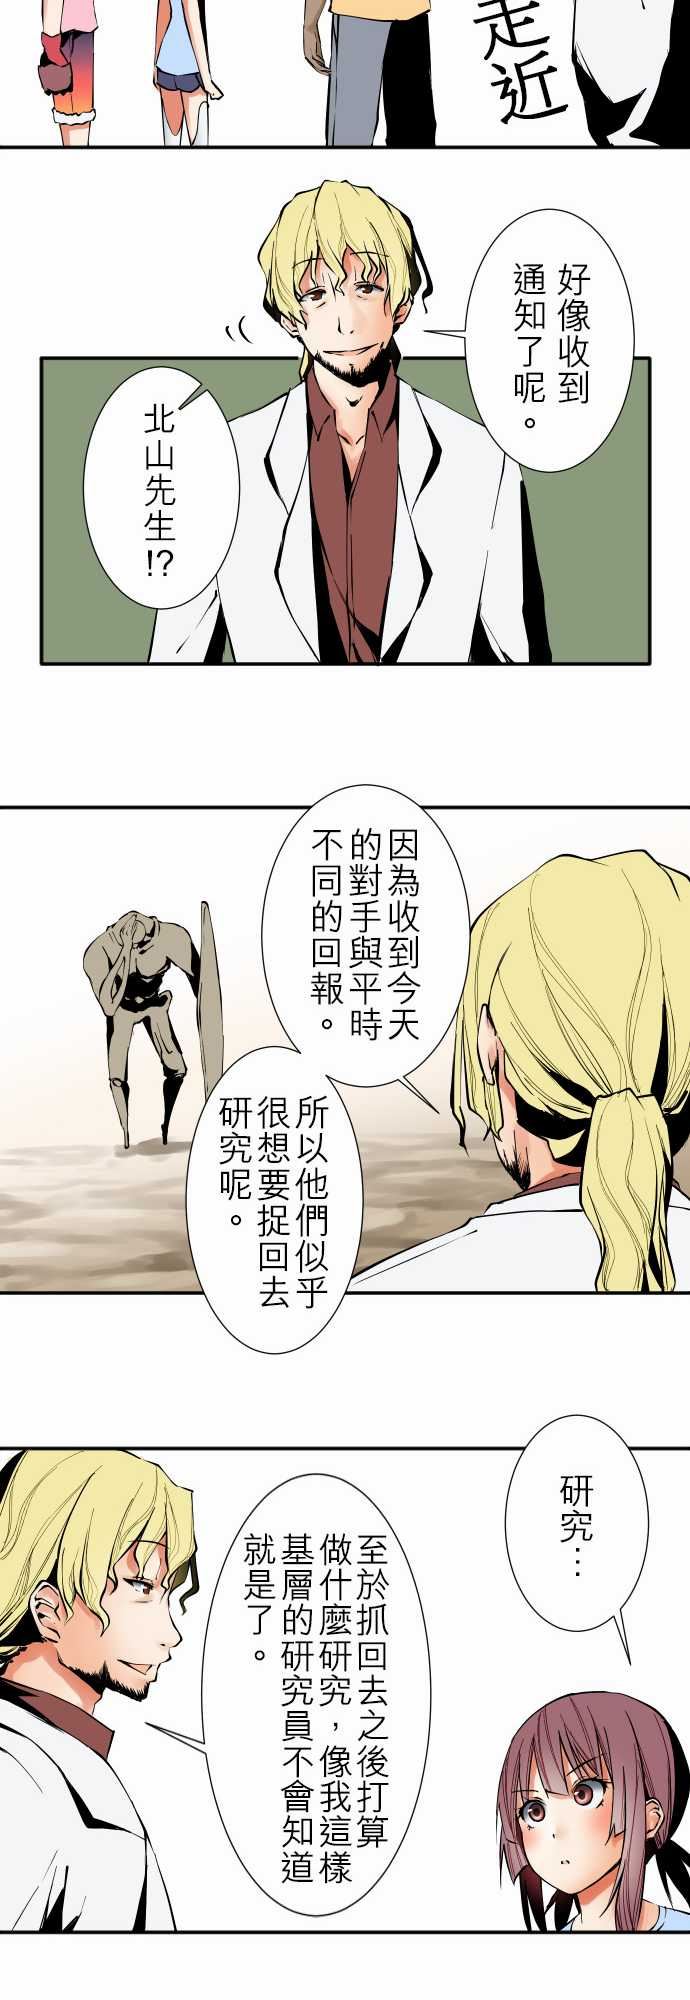 走近
好像收到
通知了呢。
北山先生!?
因為收到今天
的對手與平時
不同的回報。
所以他們似乎
很想要捉回去
研究呢。
研究…
至於抓回去之後打算
做什麼研究，像我這樣
基層的研究員不會知道
就是了。